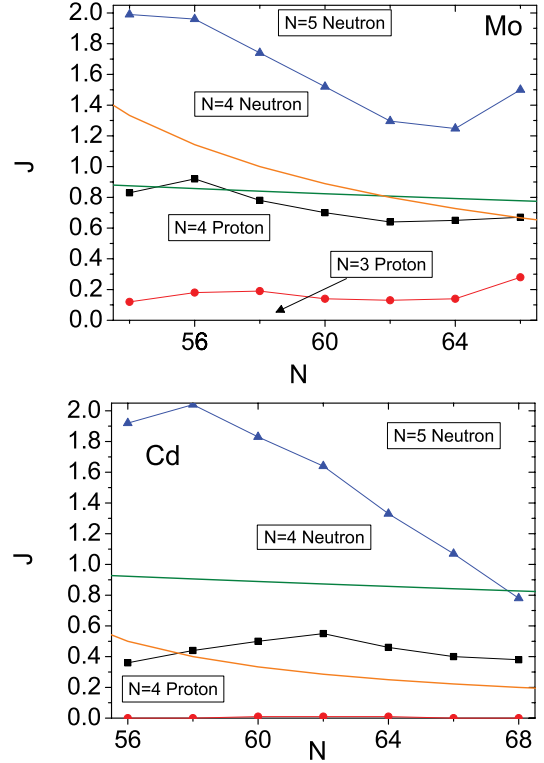 2.0
1.8
1.6
1.4
1.2
1.0
0.8
0.6
0.4
0.2
0.0
J
N=5 Neutron
Mo
N=4 Neutron
N=4 Proton
N=3 Proton
56
60
64
N
2.0
1.8
1.6
1.4
1.2
1.0
0.8
0.6
0.4
0.2
0.0
J
Cd
N=5 Neutron
N=4 Neutron
N=4 Proton
56
60
64
68
N